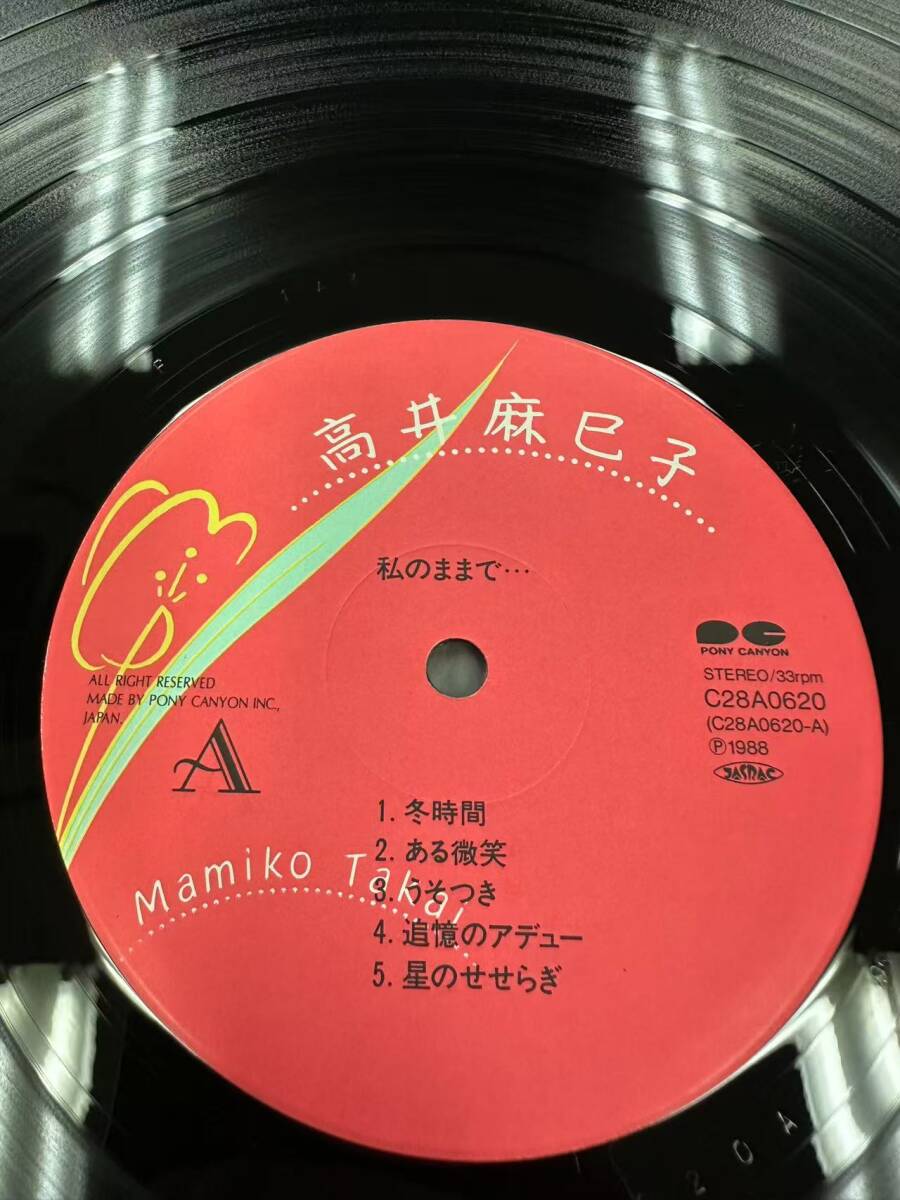 高井麻巳子
私のままで…
PONY CANYON
STEREO/33rpm
C28A0620
(C28A0620-A)
Ⓟ1988
JASRAC
ALL RIGHT RESERVED
MADE BY PONY CANYON INC.,
JAPAN.
A
1. 冬時間
2. ある微笑
3. うそつき
4. 追憶のアデュー
5. 星のせせらぎ
Mamiko Takai
20A